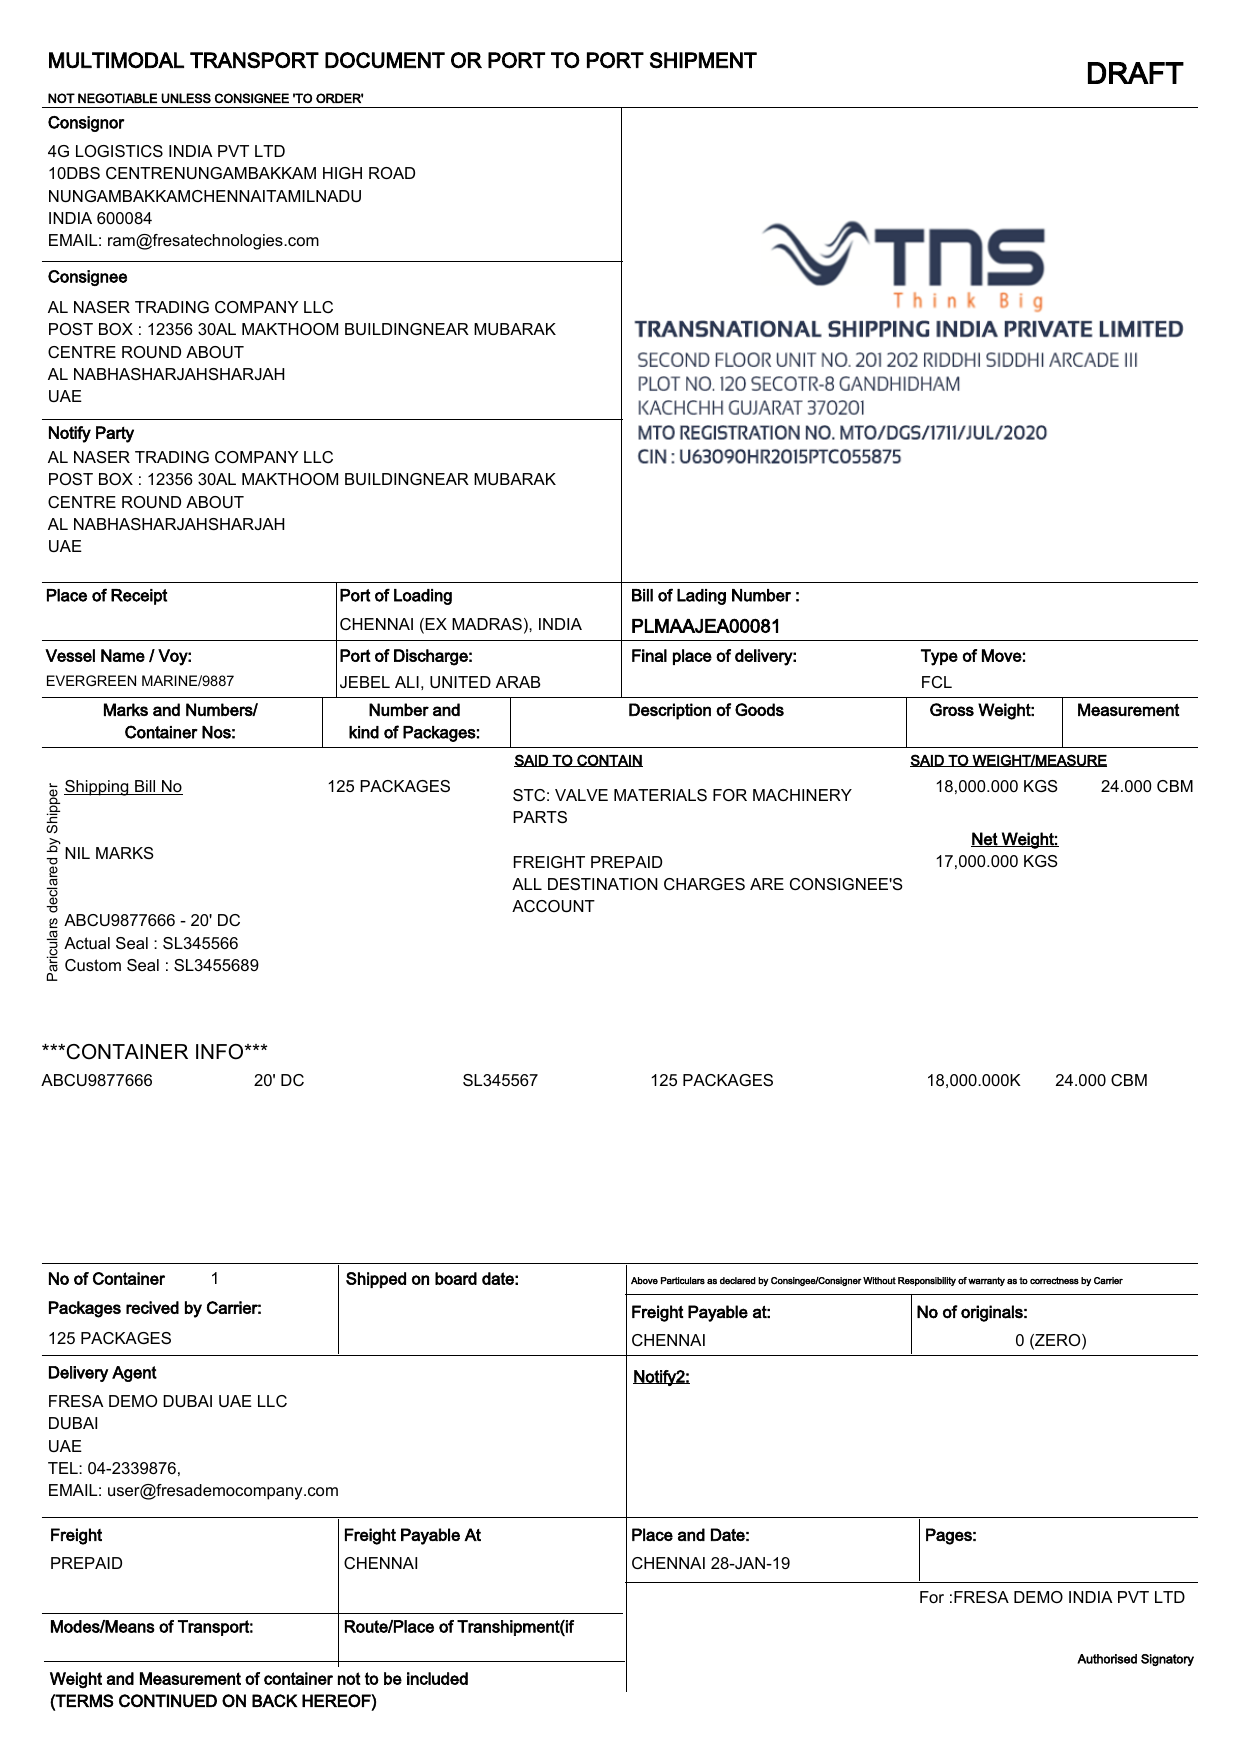 MULTIMODAL TRANSPORT DOCUMENT OR PORT TO PORT SHIPMENT
DRAFT
NOT NEGOTIABLE UNLESS CONSIGNEE 'TO ORDER'
Consignor
4G LOGISTICS INDIA PVT LTD
10DBS CENTRENUNGAMBAKKAM HIGH ROAD
NUNGAMBAKKAMCHENNAITAMILNADU
INDIA 600084
EMAIL: ram@fresatechnologies.com
Consignee
AL NASER TRADING COMPANY LLC
POST BOX : 12356 30AL MAKTHOOM BUILDINGNEAR MUBARAK
CENTRE ROUND ABOUT
AL NABHASHARJAHSHARJAH
UAE
Notify Party
AL NASER TRADING COMPANY LLC
POST BOX : 12356 30AL MAKTHOOM BUILDINGNEAR MUBARAK
CENTRE ROUND ABOUT
AL NABHASHARJAHSHARJAH
UAE
TNS
Think Big
TRANSNATIONAL SHIPPING INDIA PRIVATE LIMITED
SECOND FLOOR UNIT NO. 201 202 RIDDHI SIDDHI ARCADE III
PLOT NO. 120 SECOTR-8 GANDHIDHAM
KACHCHH GUJARAT 370201
MTO REGISTRATION NO. MTO/DGS/1711/JUL/2020
CIN : U63090HR2015PTC055875
Place of Receipt
Port of Loading
CHENNAI (EX MADRAS), INDIA
Bill of Lading Number :
PLMAAJEA00081
Vessel Name / Voy:
EVERGREEN MARINE/9887
Port of Discharge:
JEBEL ALI, UNITED ARAB
Final place of delivery:
Type of Move:
FCL
Marks and Numbers/
Container Nos:
Number and
kind of Packages:
Description of Goods
Gross Weight:
Measurement
SAID TO CONTAIN
SAID TO WEIGHT/MEASURE
Pariculars declared by Shipper
Shipping Bill No
125 PACKAGES
STC: VALVE MATERIALS FOR MACHINERY
PARTS
18,000.000 KGS
24.000 CBM
Net Weight:
17,000.000 KGS
NIL MARKS
FREIGHT PREPAID
ALL DESTINATION CHARGES ARE CONSIGNEE'S
ACCOUNT
ABCU9877666 - 20' DC
Actual Seal : SL345566
Custom Seal : SL3455689
***CONTAINER INFO***
ABCU9877666 20' DC SL345567 125 PACKAGES 18,000.000K 24.000 CBM
No of Container 1
Packages recived by Carrier:
125 PACKAGES
Shipped on board date:
Above Particulars as declared by Consingee/Consigner Without Responsibility of warranty as to correctness by Carrier
Freight Payable at:
CHENNAI
No of originals:
0 (ZERO)
Delivery Agent
FRESA DEMO DUBAI UAE LLC
DUBAI
UAE
TEL: 04-2339876,
EMAIL: user@fresademocompany.com
Notify2:
Freight
PREPAID
Freight Payable At
CHENNAI
Place and Date:
CHENNAI 28-JAN-19
Pages:
For :FRESA DEMO INDIA PVT LTD
Modes/Means of Transport:
Route/Place of Transhipment(if
Authorised Signatory
Weight and Measurement of container not to be included
(TERMS CONTINUED ON BACK HEREOF)